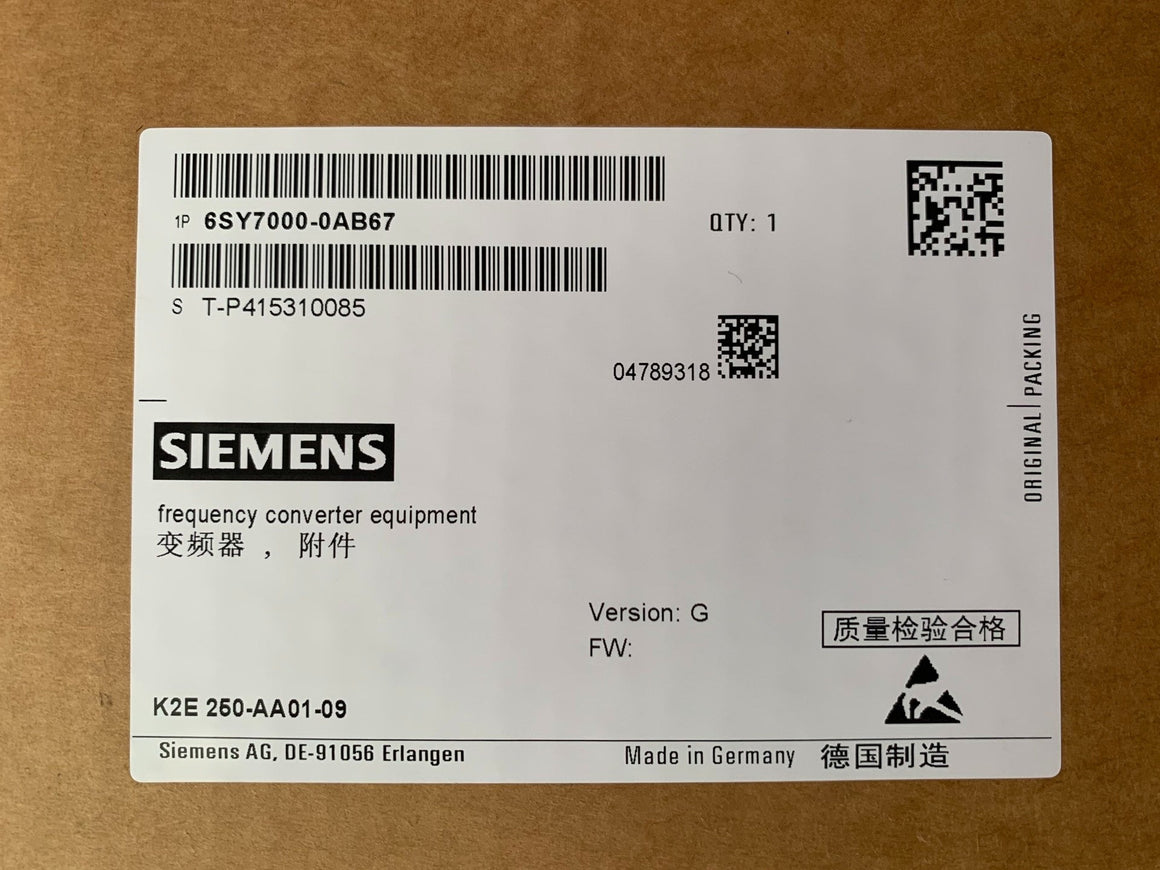 1P 6SY7000-0AB67
QTY: 1
S T-P415310085
04789318
ORIGINAL PACKING
SIEMENS
frequency converter equipment
变频器 ， 附件
Version: G
FW:
质量检验合格
K2E 250-AA01-09
Siemens AG, DE-91056 Erlangen
Made in Germany 德国制造